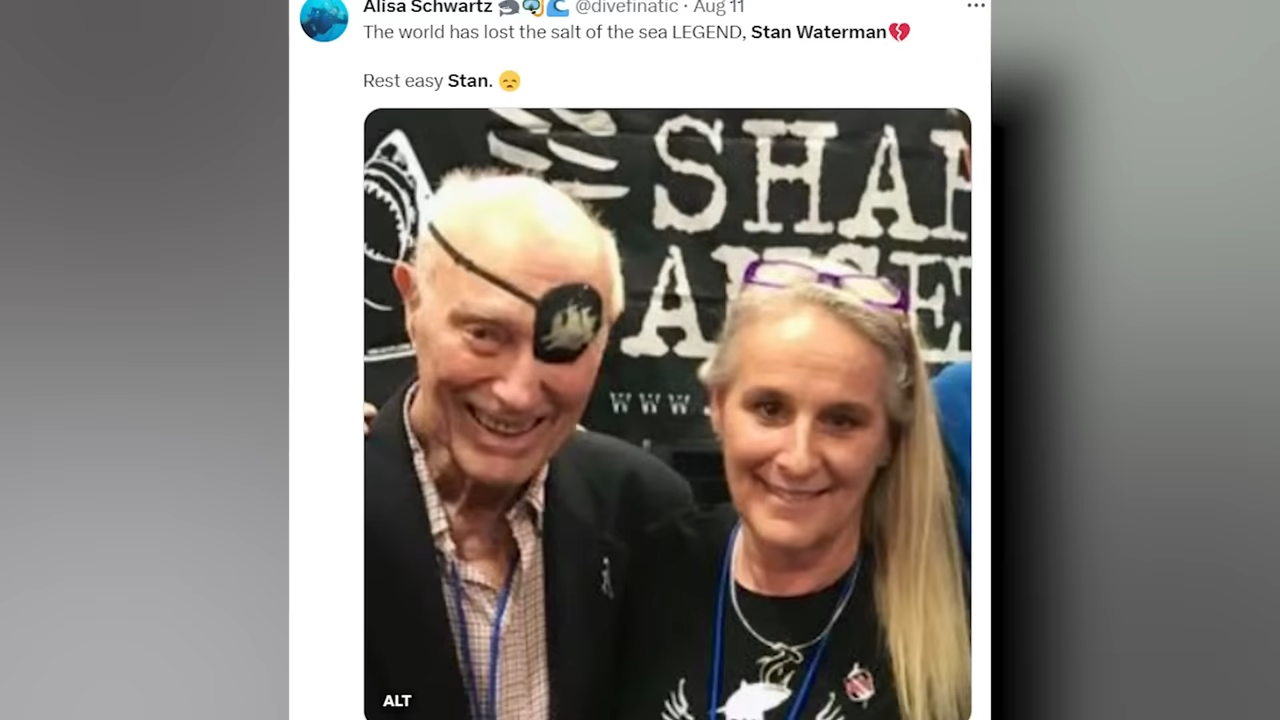 Alisa Schwartz 🦈🤿🌊 @divefinatic · Aug 11
The world has lost the salt of the sea LEGEND, Stan Waterman💔
Rest easy Stan. 😞
SHAR
www.
ALT